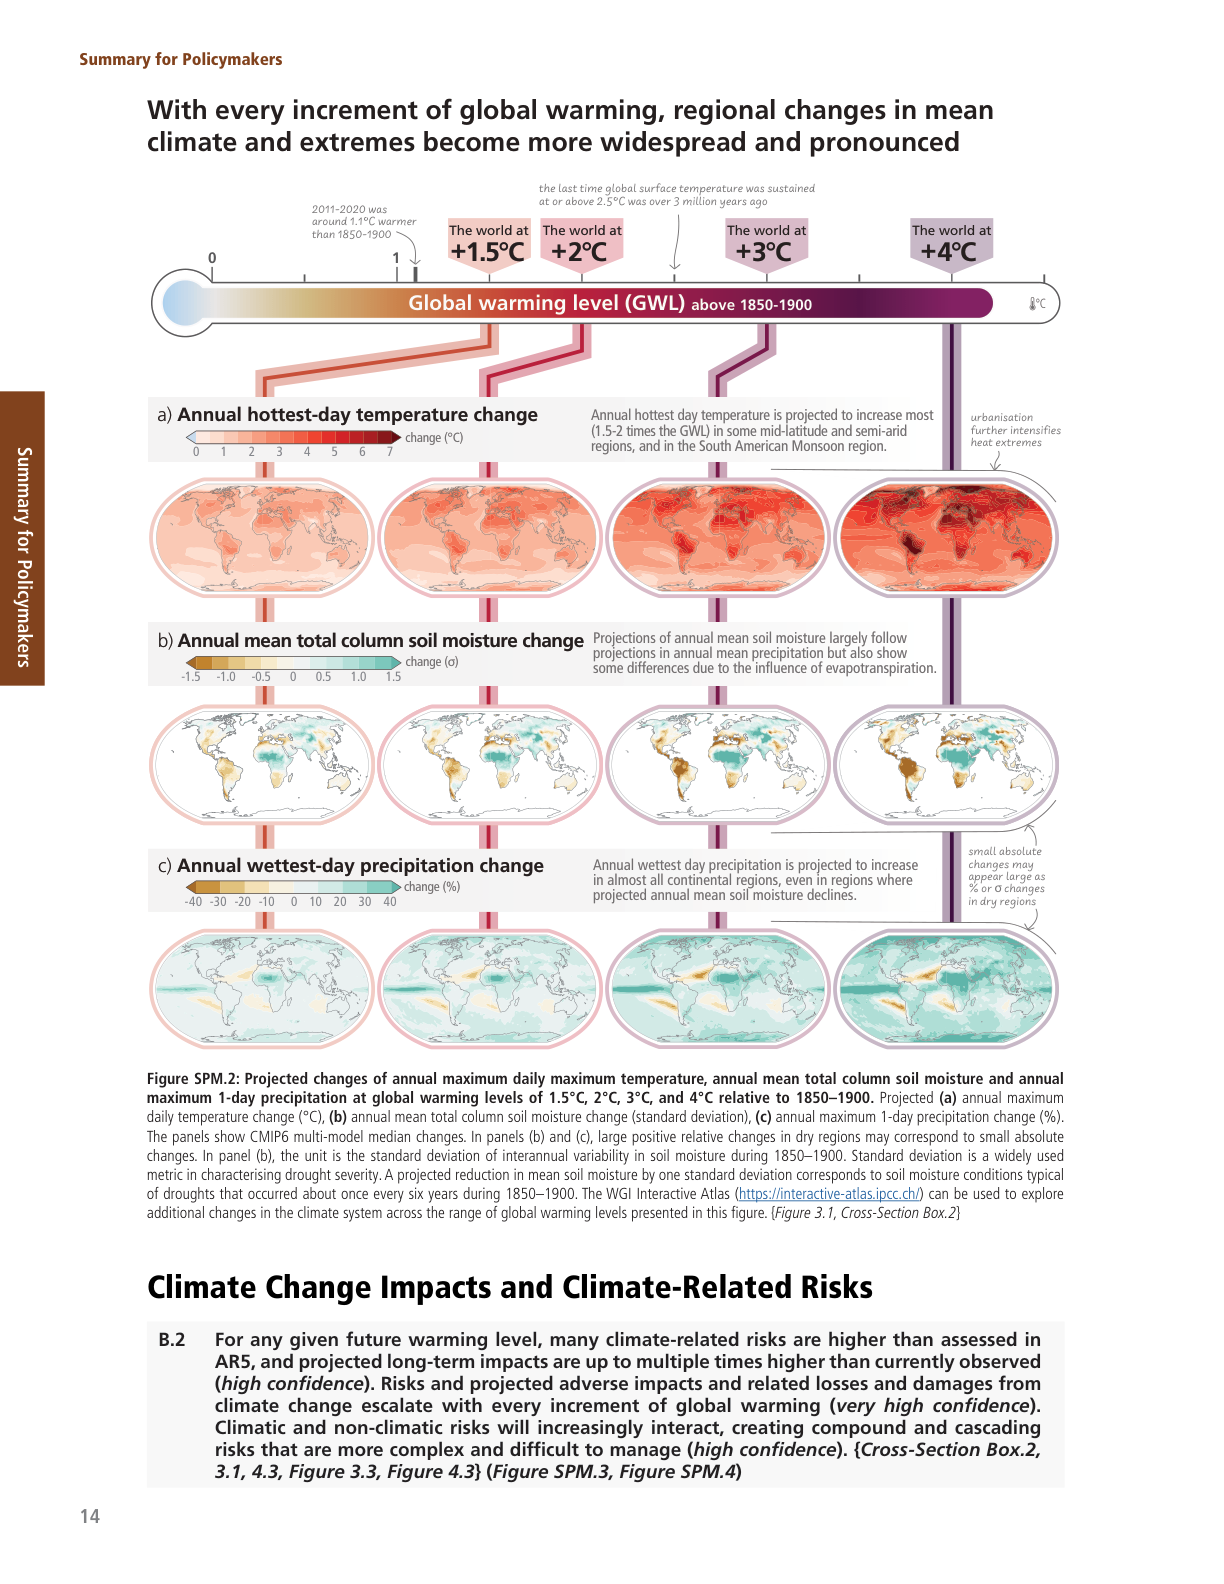 Summary for Policymakers
With every increment of global warming, regional changes in mean
climate and extremes become more widespread and pronounced
the last time global surface temperature was sustained
at or above 2.5°C was over 3 million years ago
2011-2020 was
around 1.1°C warmer
than 1850-1900
The world at
+1.5°C
The world at
+2°C
The world at
+3°C
The world at
+4°C
0
1
Global warming level (GWL) above 1850-1900
°C
a) Annual hottest-day temperature change
change (°C)
0 1 2 3 4 5 6 7
Annual hottest day temperature is projected to increase most
(1.5-2 times the GWL) in some mid-latitude and semi-arid
regions, and in the South American Monsoon region.
urbanisation
further intensifies
heat extremes
Summary for Policymakers
b) Annual mean total column soil moisture change
change (σ)
-1.5 -1.0 -0.5 0 0.5 1.0 1.5
Projections of annual mean soil moisture largely follow
projections in annual mean precipitation but also show
some differences due to the influence of evapotranspiration.
c) Annual wettest-day precipitation change
change (%)
-40 -30 -20 -10 0 10 20 30 40
Annual wettest day precipitation is projected to increase
in almost all continental regions, even in regions where
projected annual mean soil moisture declines.
small absolute
changes may
appear large as
% or σ changes
in dry regions
Figure SPM.2: Projected changes of annual maximum daily maximum temperature, annual mean total column soil moisture and annual
maximum 1-day precipitation at global warming levels of 1.5°C, 2°C, 3°C, and 4°C relative to 1850–1900. Projected (a) annual maximum
daily temperature change (°C), (b) annual mean total column soil moisture change (standard deviation), (c) annual maximum 1-day precipitation change (%).
The panels show CMIP6 multi-model median changes. In panels (b) and (c), large positive relative changes in dry regions may correspond to small absolute
changes. In panel (b), the unit is the standard deviation of interannual variability in soil moisture during 1850–1900. Standard deviation is a widely used
metric in characterising drought severity. A projected reduction in mean soil moisture by one standard deviation corresponds to soil moisture conditions typical
of droughts that occurred about once every six years during 1850–1900. The WGI Interactive Atlas (https://interactive-atlas.ipcc.ch/) can be used to explore
additional changes in the climate system across the range of global warming levels presented in this figure. {Figure 3.1, Cross-Section Box.2}
Climate Change Impacts and Climate-Related Risks
B.2 For any given future warming level, many climate-related risks are higher than assessed in
AR5, and projected long-term impacts are up to multiple times higher than currently observed
(high confidence). Risks and projected adverse impacts and related losses and damages from
climate change escalate with every increment of global warming (very high confidence).
Climatic and non-climatic risks will increasingly interact, creating compound and cascading
risks that are more complex and difficult to manage (high confidence). {Cross-Section Box.2,
3.1, 4.3, Figure 3.3, Figure 4.3} (Figure SPM.3, Figure SPM.4)
14